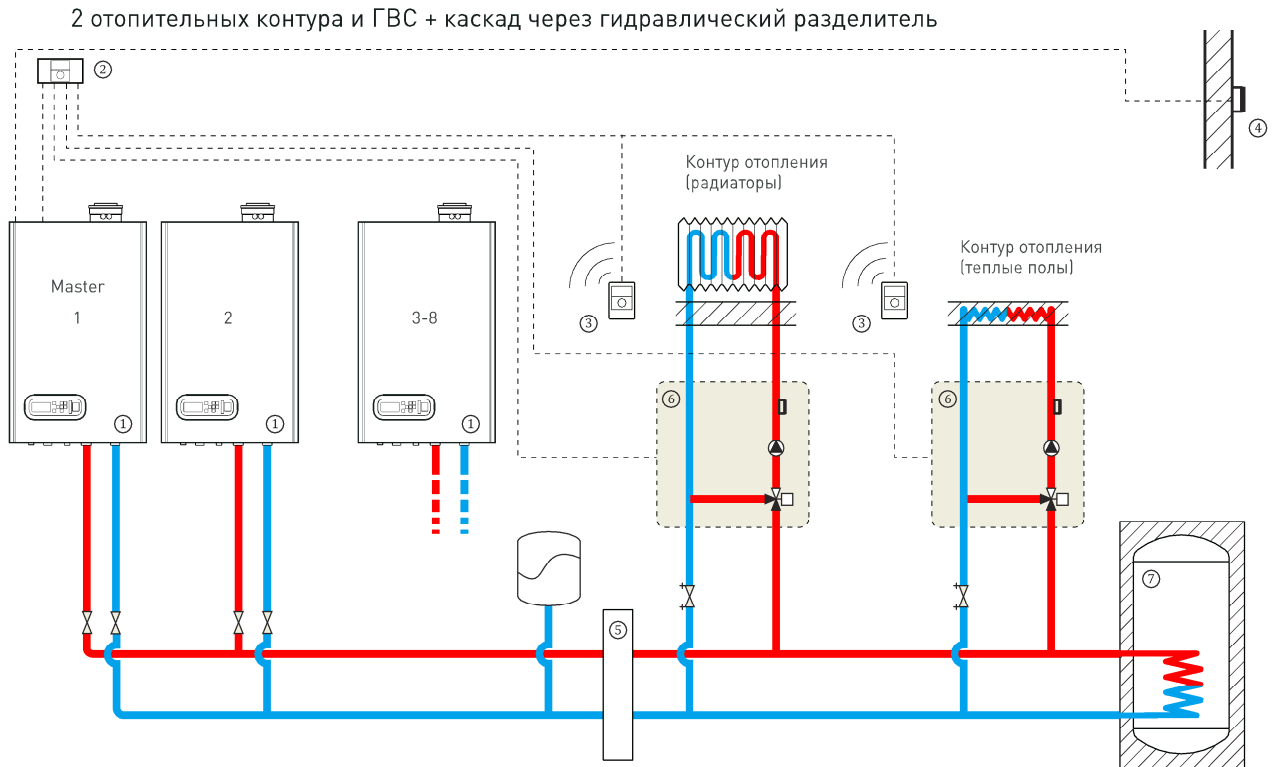 2 отопительных контура и ГВС + каскад через гидравлический разделитель
2
4
Контур отопления
(радиаторы)
Контур отопления
(теплые полы)
Master
1
2
3-8
3
3
6
6
1
1
1
7
5